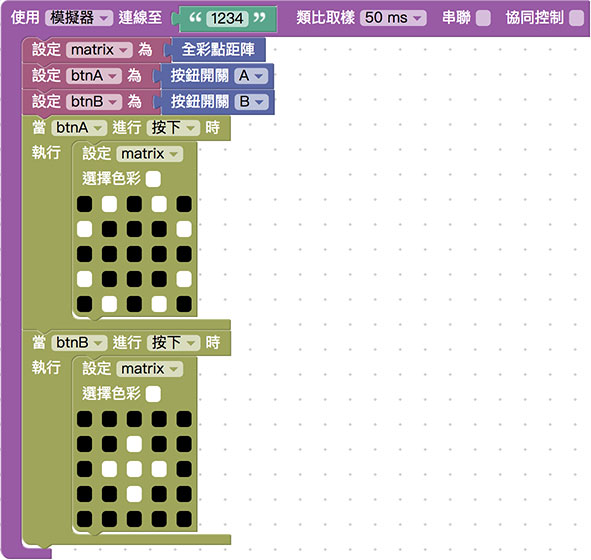 使用 模擬器 連線至 “ 1234 ” 類比取樣 50 ms 串聯 協同控制
設定 matrix 為 全彩點距陣
設定 btnA 為 按鈕開關 A
設定 btnB 為 按鈕開關 B
當 btnA 進行 按下 時
執行 設定 matrix
選擇色彩
當 btnB 進行 按下 時
執行 設定 matrix
選擇色彩